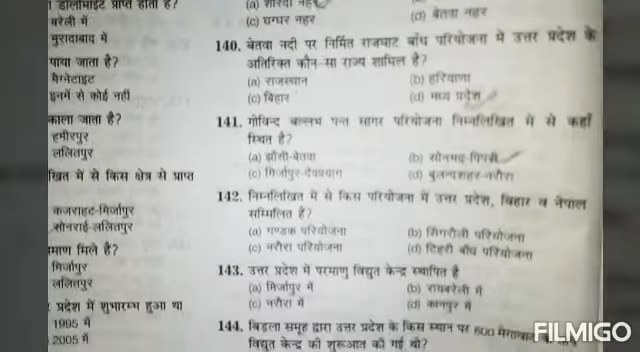 डोलोमाइट प्राप्त होता है?
बरेली में
मुरादाबाद में
पाया जाता है?
मैग्नेटाइट
इनमें से कोई नहीं
काला जाता है?
हमीरपुर
ललितपुर
खित में से किस क्षेत्र से प्राप्त
कजराहट-मिर्जापुर
सोनराई-ललितपुर
माण मिले है?
मिर्जापुर
ललितपुर
प्रदेश में शुभारम्भ हुआ था
1995 में
2005 में
(a) शारदा नहर
(c) घग्घर नहर (d) बेतवा नहर
140. बेतवा नदी पर निर्मित राजघाट बाँध परियोजना में उत्तर प्रदेश के
अतिरिक्त कौन-सा राज्य शामिल है?
(a) राजस्थान (b) हरियाणा
(c) बिहार (d) मध्य प्रदेश
141. गोविन्द बल्लभ पन्त सागर परियोजना निम्नलिखित में से कहाँ
स्थित है?
(a) झाँसी-बेतवा (b) सोनभद्र-पिपरी
(c) मिर्जापुर-देवप्रयाग (d) बुलन्दशहर-नरौरा
142. निम्नलिखित में से किस परियोजना में उत्तर प्रदेश, बिहार व नेपाल
सम्मिलित है?
(a) गण्डक परियोजना (b) सिंगरौली परियोजना
(c) नरौरा परियोजना (d) टिहरी बाँध परियोजना
143. उत्तर प्रदेश में परमाणु विद्युत केन्द्र स्थापित है
(a) मिर्जापुर में (b) रायबरेली में
(c) नरौरा में (d) कानपुर में
144. बिड़ला समूह द्वारा उत्तर प्रदेश के किस स्थान पर 600
विद्युत केन्द्र की शुरूआत की गई थी?
FILMIGO